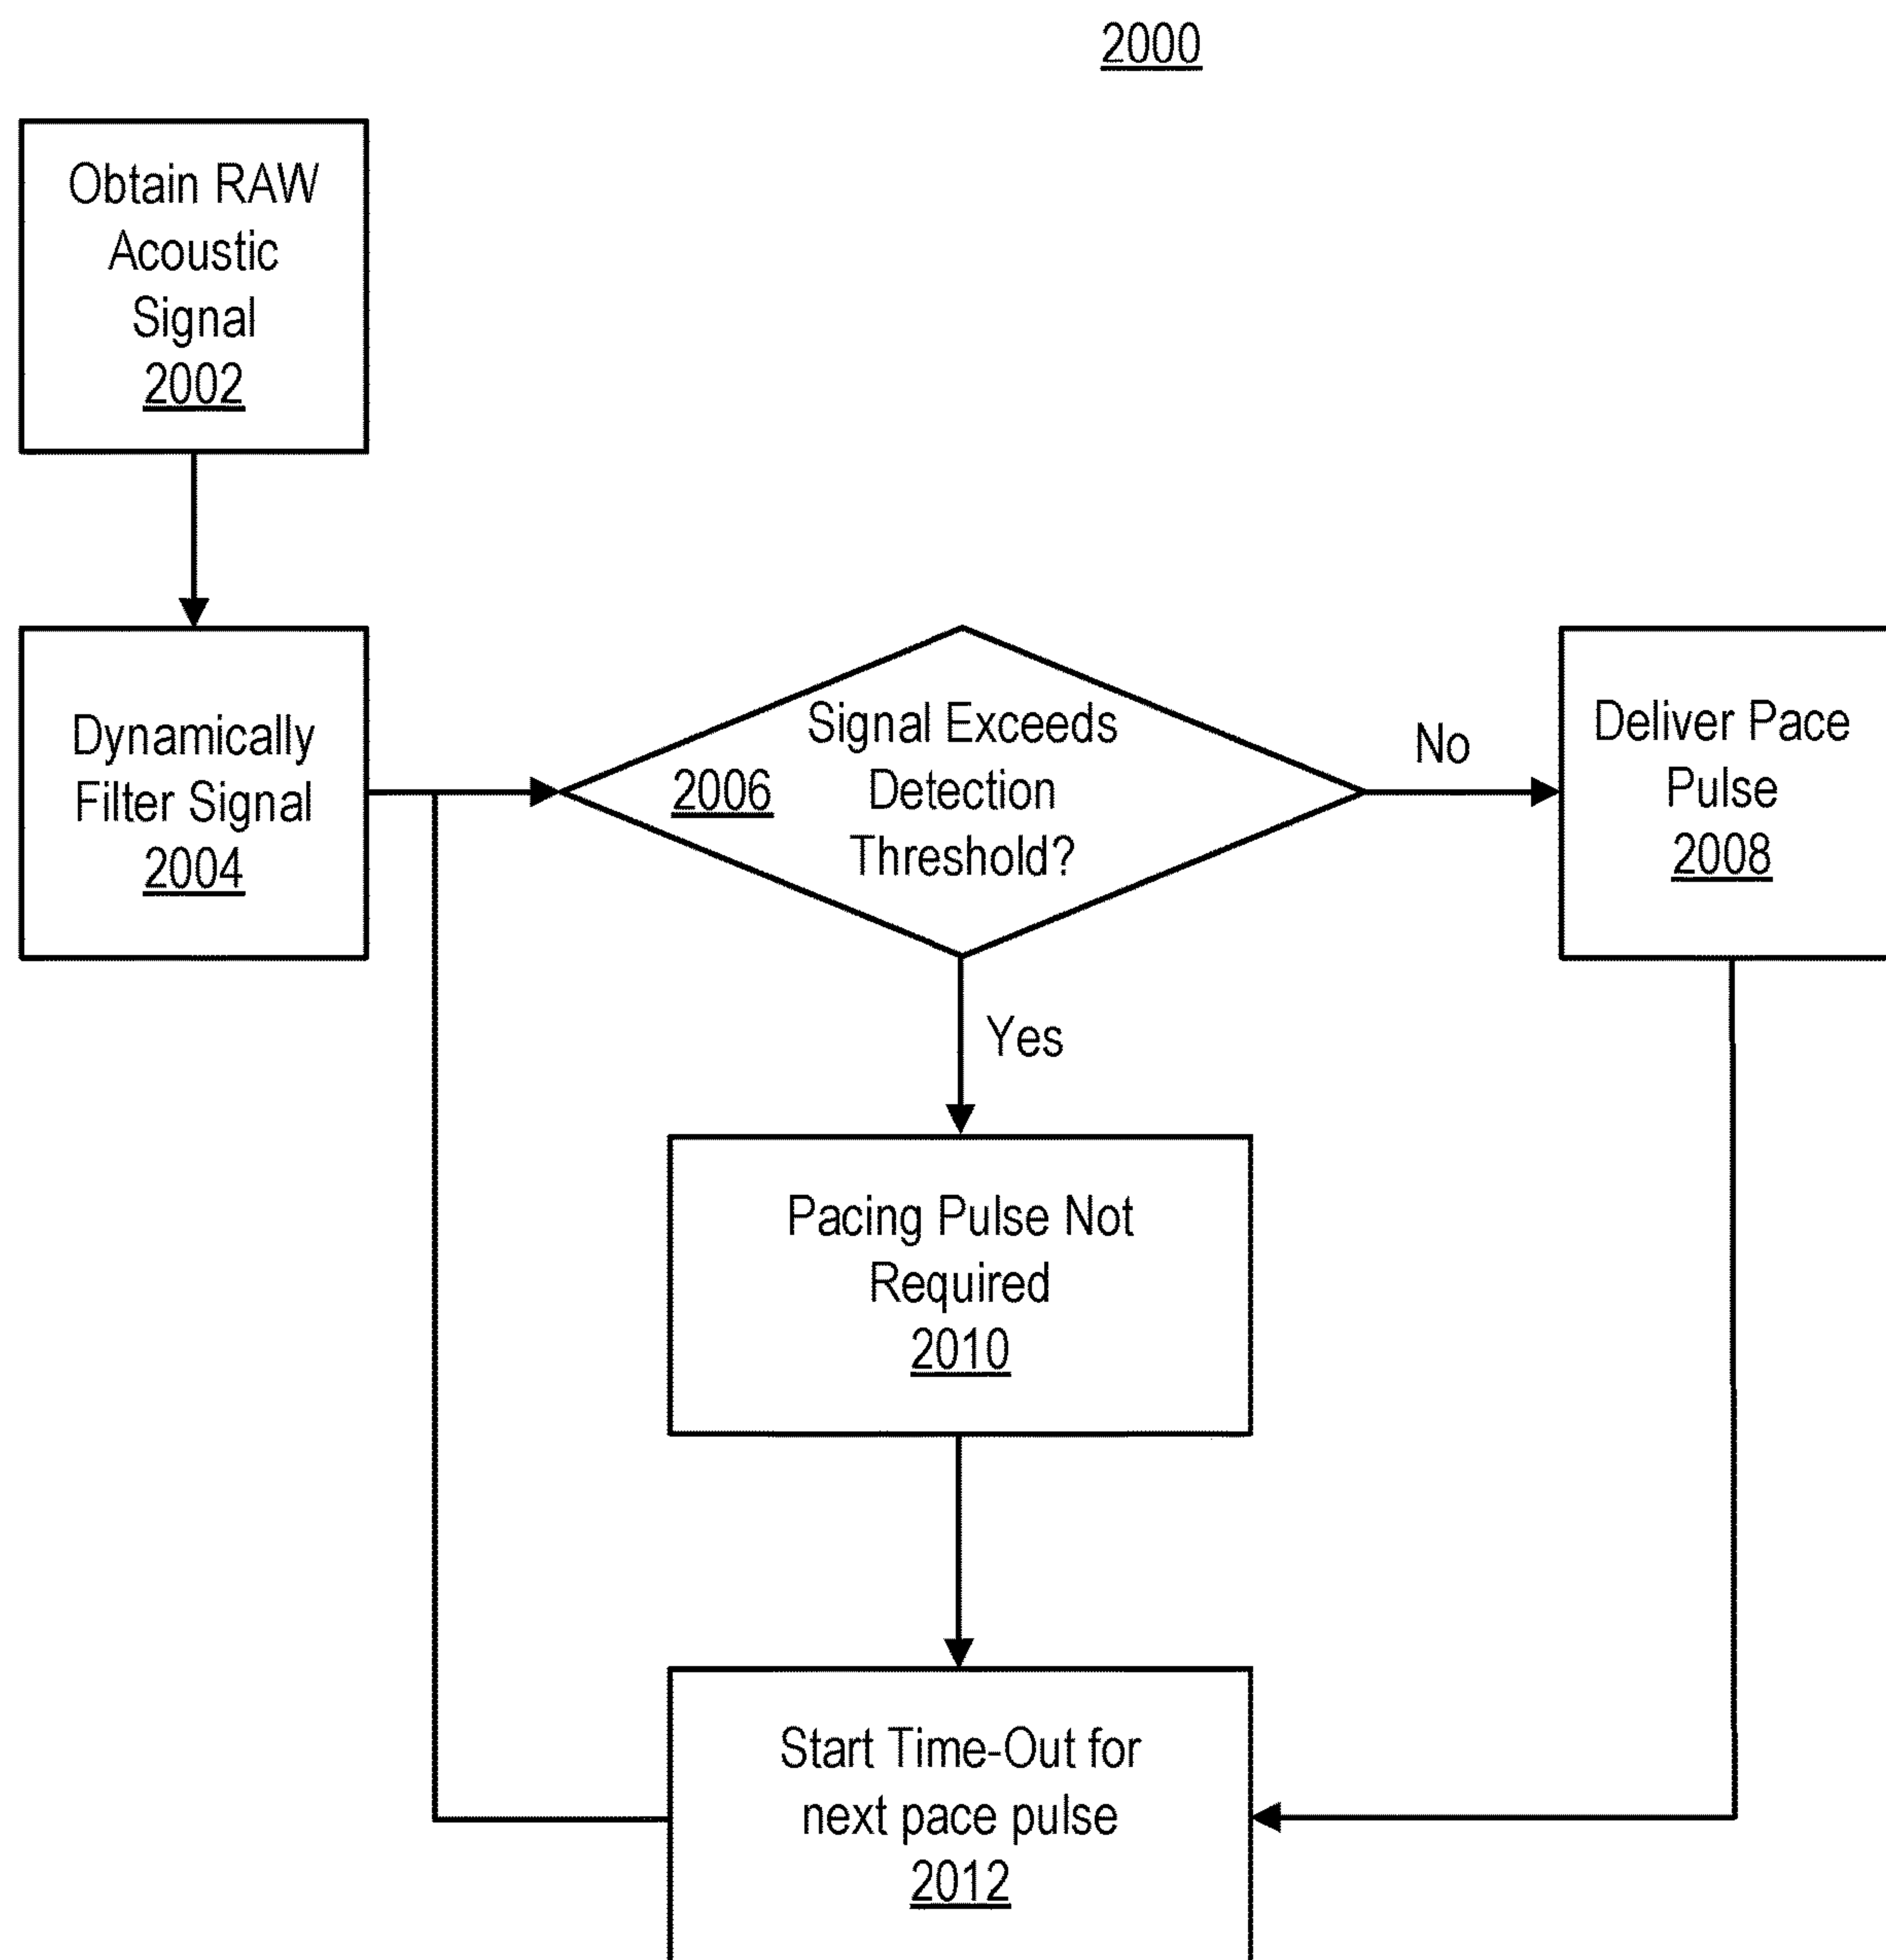 2000
Obtain RAW
Acoustic
Signal
2002
Dynamically
Filter Signal
2004
Signal Exceeds
2006 Detection
Threshold?
No
Deliver Pace
Pulse
2008
Yes
Pacing Pulse Not
Required
2010
Start Time-Out for
next pace pulse
2012